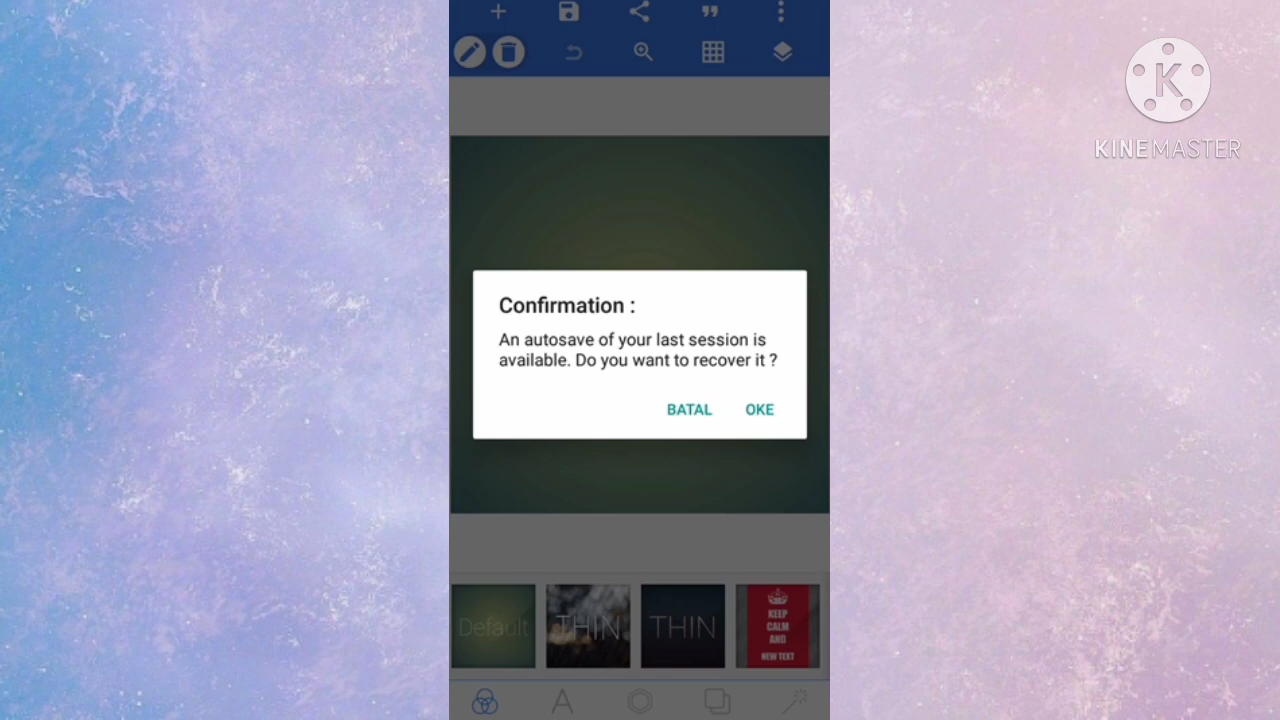 K
KINEMASTER
Confirmation :
An autosave of your last session is
available. Do you want to recover it ?
BATAL OKE
Default
THIN
THIN
KEEP
CALM
AND
NEW TEXT
A